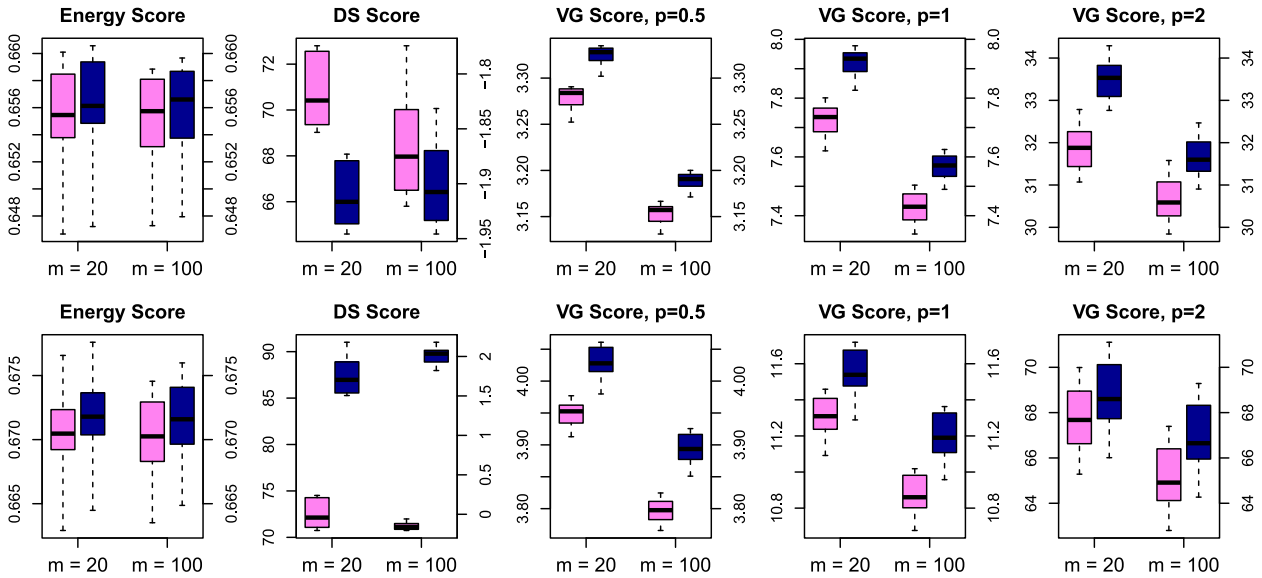 Energy Score
0.660
0.656
0.652
0.648
0.660
0.656
0.652
0.648
m = 20
m = 100
DS Score
72
70
68
66
−1.8
−1.85
−1.9
−1.95
m = 20
m = 100
VG Score, p=0.5
3.30
3.25
3.20
3.15
3.30
3.25
3.20
3.15
m = 20
m = 100
VG Score, p=1
8.0
7.8
7.6
7.4
8.0
7.8
7.6
7.4
m = 20
m = 100
VG Score, p=2
34
33
32
31
30
34
33
32
31
30
m = 20
m = 100
Energy Score
0.675
0.670
0.665
0.675
0.670
0.665
m = 20
m = 100
DS Score
90
85
80
75
70
2
1.5
1
0.5
0
m = 20
m = 100
VG Score, p=0.5
4.00
3.90
3.80
4.00
3.90
3.80
m = 20
m = 100
VG Score, p=1
11.6
11.2
10.8
11.6
11.2
10.8
m = 20
m = 100
VG Score, p=2
70
68
66
64
70
68
66
64
m = 20
m = 100